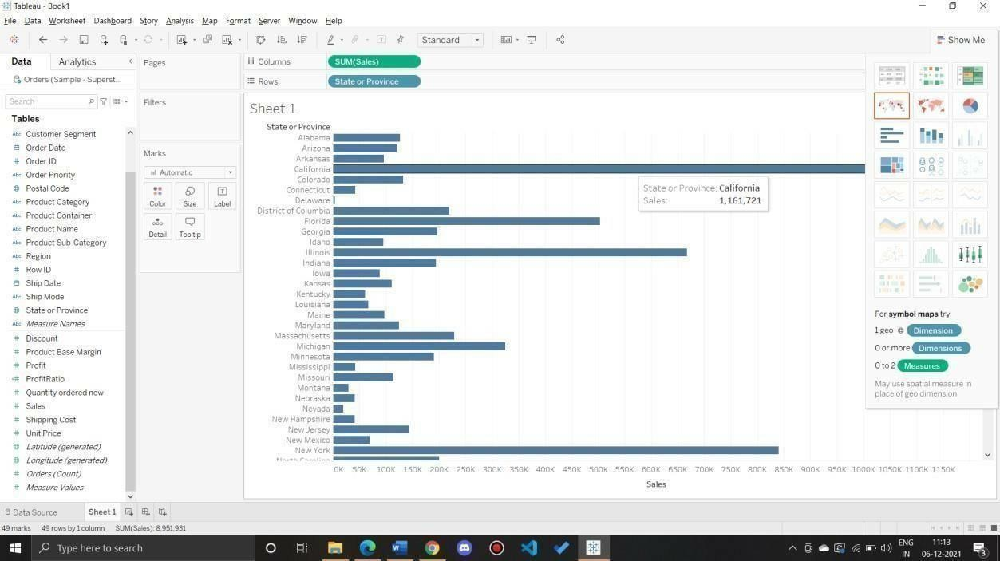 Tableau - Book1
File Data Worksheet Dashboard Story Analysis Map Format Server Window Help
T
Standard
Show Me
Data Analytics
Orders (Sample - Superst...
Search
Tables
Abc Customer Segment
Order Date
# Order ID
Abc Order Priority
Postal Code
Abc Product Category
Abc Product Container
Abc Product Name
Abc Product Sub-Category
Abc Region
# Row ID
Ship Date
Abc Ship Mode
State or Province
Abc Measure Names
# Discount
# Product Base Margin
# Profit
# ProfitRatio
# Quantity ordered new
# Sales
# Shipping Cost
# Unit Price
Latitude (generated)
Longitude (generated)
# Orders (Count)
# Measure Values
Pages
Filters
Marks
Automatic
Color Size Label
Detail Tooltip
Columns SUM(Sales)
Rows State or Province
Sheet 1
State or Province
Alabama
Arizona
Arkansas
California
Colorado
Connecticut
Delaware
District of Columbia
Florida
Georgia
Idaho
Illinois
Indiana
Iowa
Kansas
Kentucky
Louisiana
Maine
Maryland
Massachusetts
Michigan
Minnesota
Mississippi
Missouri
Montana
Nebraska
Nevada
New Hampshire
New Jersey
New Mexico
New York
North Carolina
State or Province: California
Sales: 1,161,721
0K 50K 100K 150K 200K 250K 300K 350K 400K 450K 500K 550K 600K 650K 700K 750K 800K 850K 900K 950K 1000K 1050K 1100K 1150K
Sales
For symbol maps try
1 geo Dimension
0 or more Dimensions
0 to 2 Measures
May use spatial measure in
place of geo dimension
Data Source Sheet 1
49 marks 49 rows by 1 column SUM(Sales): 8,951,931
Type here to search
ENG
IN
11:13
06-12-2021
3